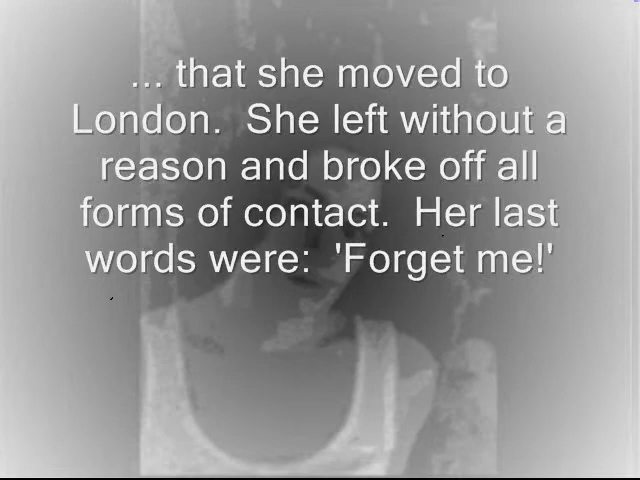 ... that she moved to
London.  She left without a
reason and broke off all
forms of contact.  Her last
words were:  'Forget me!'